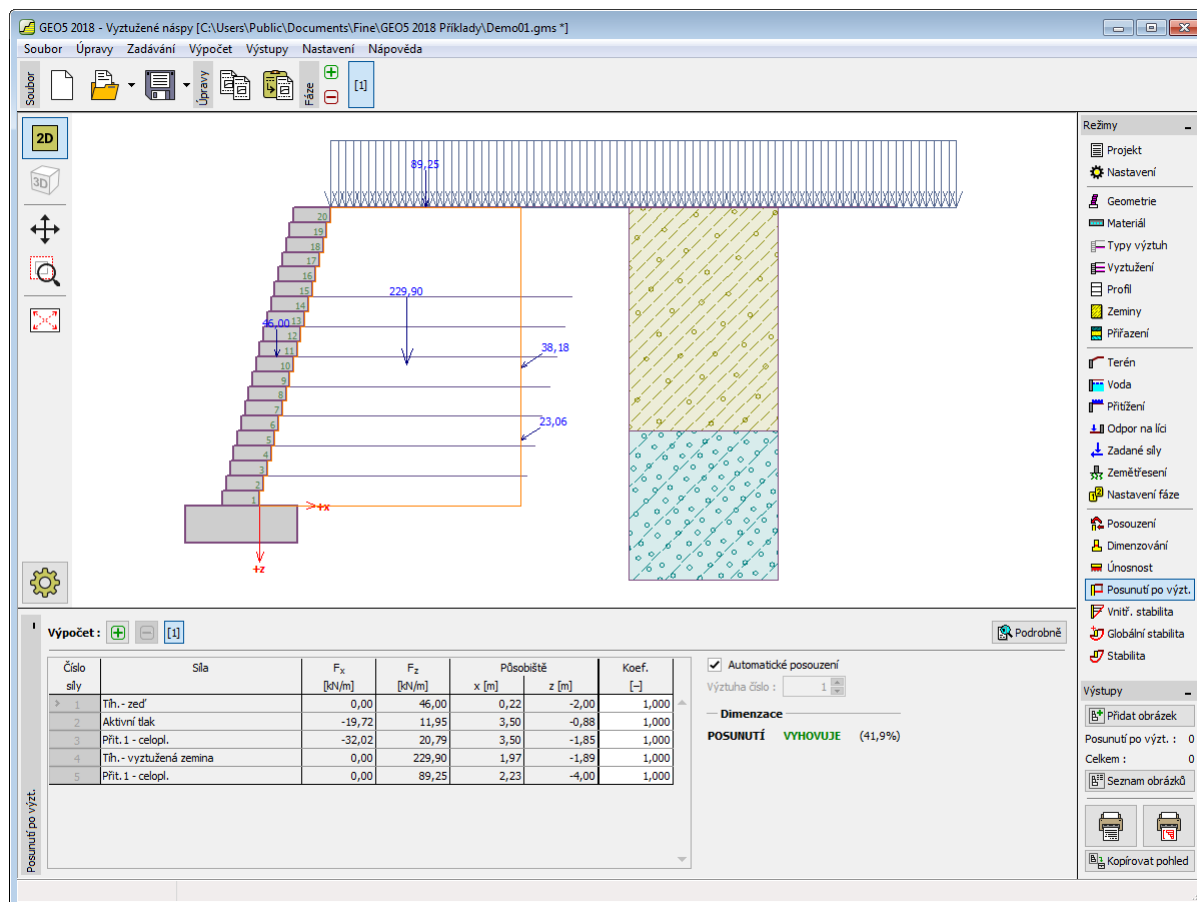 GEO5 2018 - Vyztužené náspy [C:\Users\Public\Documents\Fine\GEO5 2018 Příklady\Demo01.gms *]
Soubor Úpravy Zadávání Výpočet Výstupy Nastavení Nápověda
Soubor
Úpravy
Fáze
[1]
2D
3D
89,25
20
19
18
17
16
15
14
13
12
11
10
9
8
7
6
5
4
3
2
1
229,90
46,00
38,18
23,06
+x
+z
Režimy
Projekt
Nastavení
Geometrie
Materiál
Typy výztuh
Vyztužení
Profil
Zeminy
Přiřazení
Terén
Voda
Přitížení
Odpor na líci
Zadané síly
Zemětřesení
Nastavení fáze
Posouzení
Dimenzování
Únosnost
Posunutí po výzt.
Vnitř. stabilita
Globální stabilita
Stabilita
Výstupy
Přidat obrázek
Posunutí po výzt. : 0
Celkem : 0
Seznam obrázků
Kopírovat pohled
Posunutí po výzt.
Výpočet : [1]
Podrobně
Číslo Síla Fx Fz Působiště Koef.
síly [kN/m] [kN/m] x [m] z [m] [–]
> 1 Tíh.- zeď 0,00 46,00 0,22 -2,00 1,000
2 Aktivní tlak -19,72 11,95 3,50 -0,88 1,000
3 Přit.1 - celopl. -32,02 20,79 3,50 -1,85 1,000
4 Tíh.- vyztužená zemina 0,00 229,90 1,97 -1,89 1,000
5 Přit.1 - celopl. 0,00 89,25 2,23 -4,00 1,000
Automatické posouzení
Výztuha číslo : 1
Dimenzace
POSUNUTÍ VYHOVUJE (41,9%)